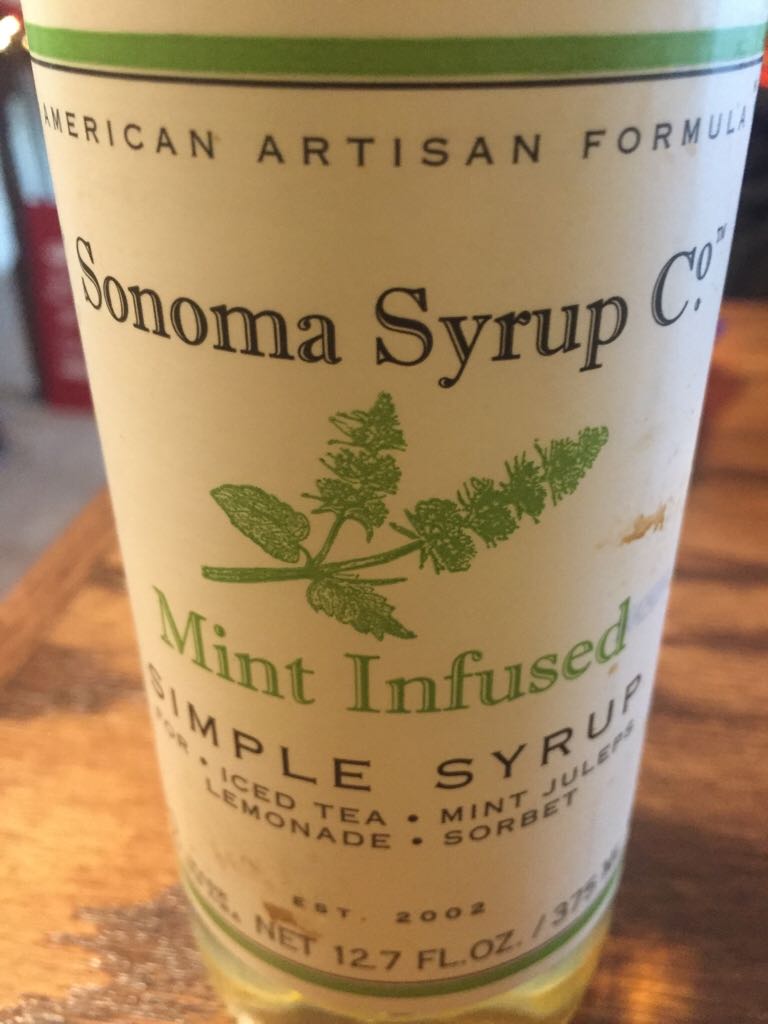 AMERICAN ARTISAN FORMULA
Sonoma Syrup Co.™
Mint Infused
SIMPLE SYRUP
FOR • ICED TEA • MINT JULEPS
LEMONADE • SORBET
EST. 2002
NET 12.7 FL.OZ. / 375